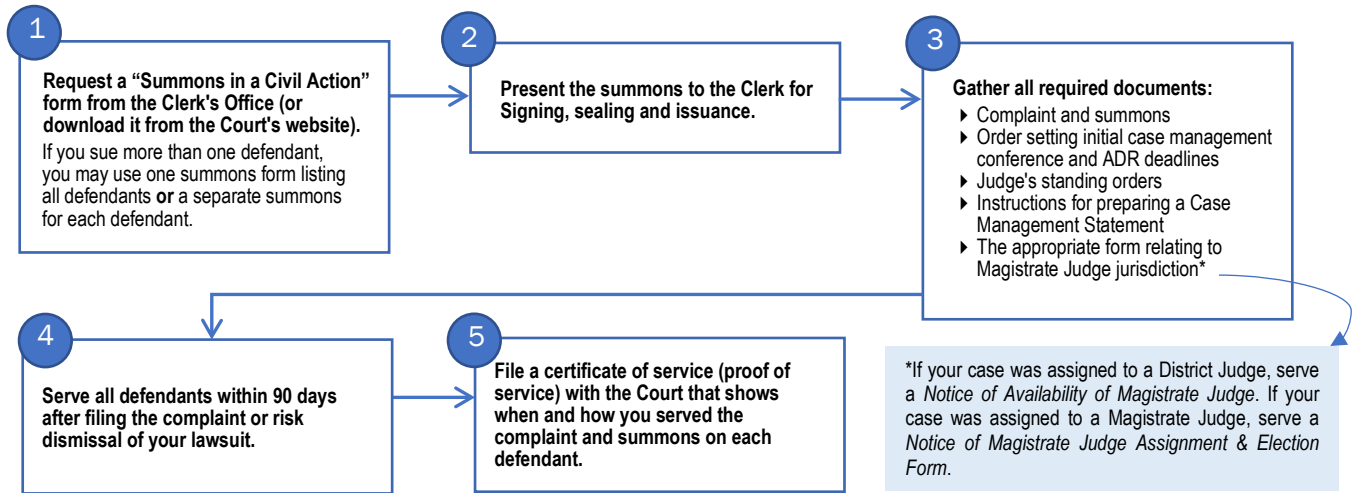 1
Request a “Summons in a Civil Action”
form from the Clerk's Office (or
download it from the Court's website).
If you sue more than one defendant,
you may use one summons form listing
all defendants or a separate summons
for each defendant.
2
Present the summons to the Clerk for
Signing, sealing and issuance.
3
Gather all required documents:
Complaint and summons
Order setting initial case management
conference and ADR deadlines
Judge's standing orders
Instructions for preparing a Case
Management Statement
The appropriate form relating to
Magistrate Judge jurisdiction*
4
Serve all defendants within 90 days
after filing the complaint or risk
dismissal of your lawsuit.
5
File a certificate of service (proof of
service) with the Court that shows
when and how you served the
complaint and summons on each
defendant.
*If your case was assigned to a District Judge, serve
a Notice of Availability of Magistrate Judge. If your
case was assigned to a Magistrate Judge, serve a
Notice of Magistrate Judge Assignment & Election
Form.